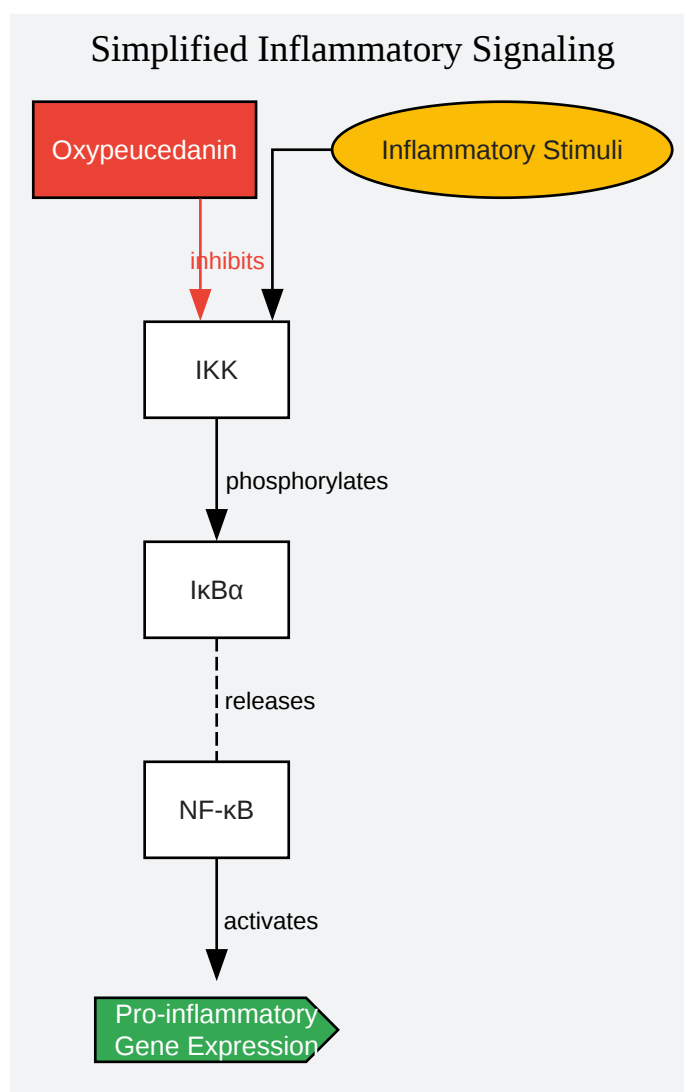 Simplified Inflammatory Signaling
Oxypeucedanin
Inflammatory Stimuli
inhibits
IKK
phosphorylates
IκBα
releases
NF-κB
activates
Pro-inflammatory
Gene Expression